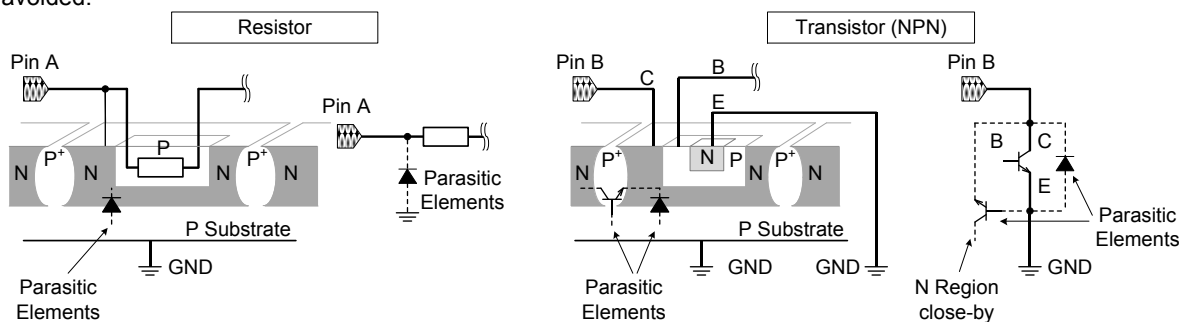 avoided.
Resistor
Transistor (NPN)
Pin A
Pin A
Parasitic
Elements
N
P+
N
P
N
P+
N
P Substrate
GND
Parasitic
Elements
Pin B
C
B
E
N
P+
N
N
P
N
P+
N
P Substrate
GND
GND
Parasitic
Elements
Pin B
B
C
E
Parasitic
Elements
GND
N Region
close-by